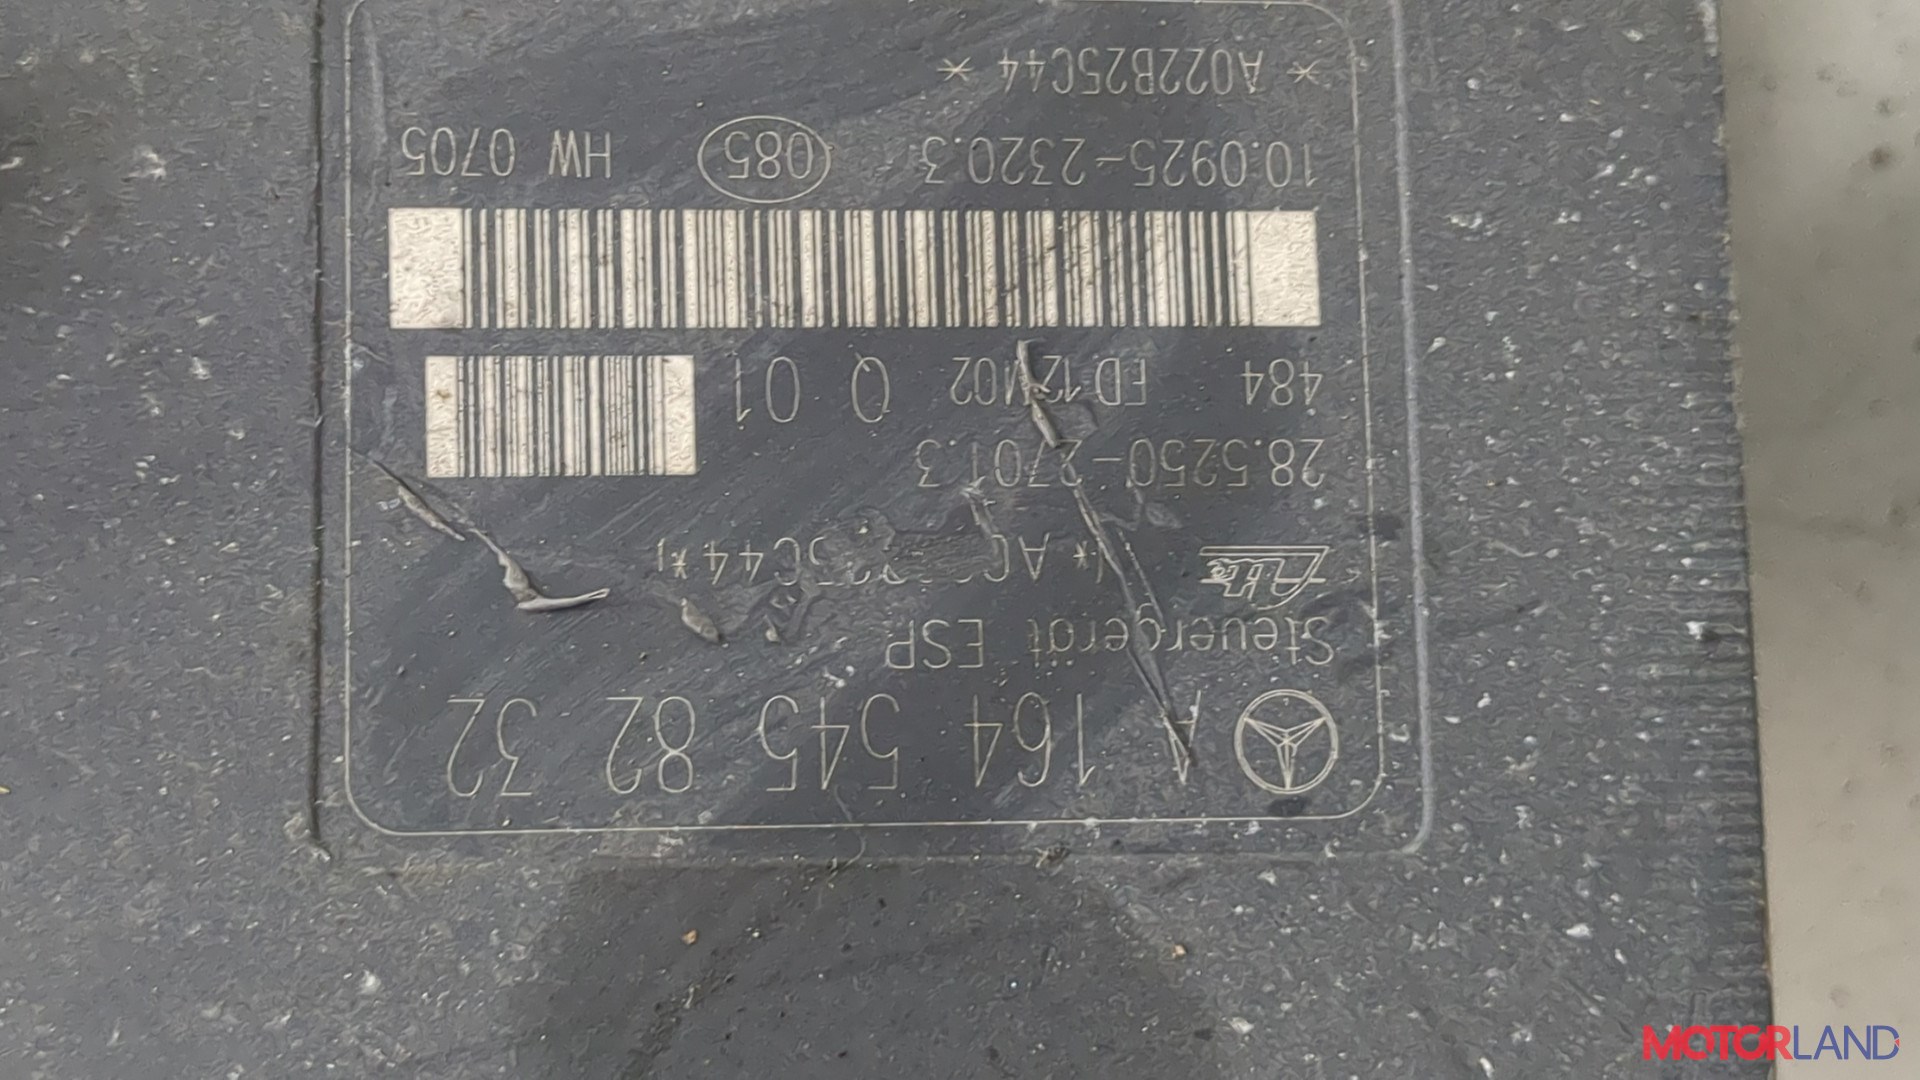 A 164 545 82 32
Steuergerät ESP
Ate
28.5250-2701.3
484 Q 01
10.0925-2320.3 085 HW 0705
* A022B25C44 *
MOTORLAND